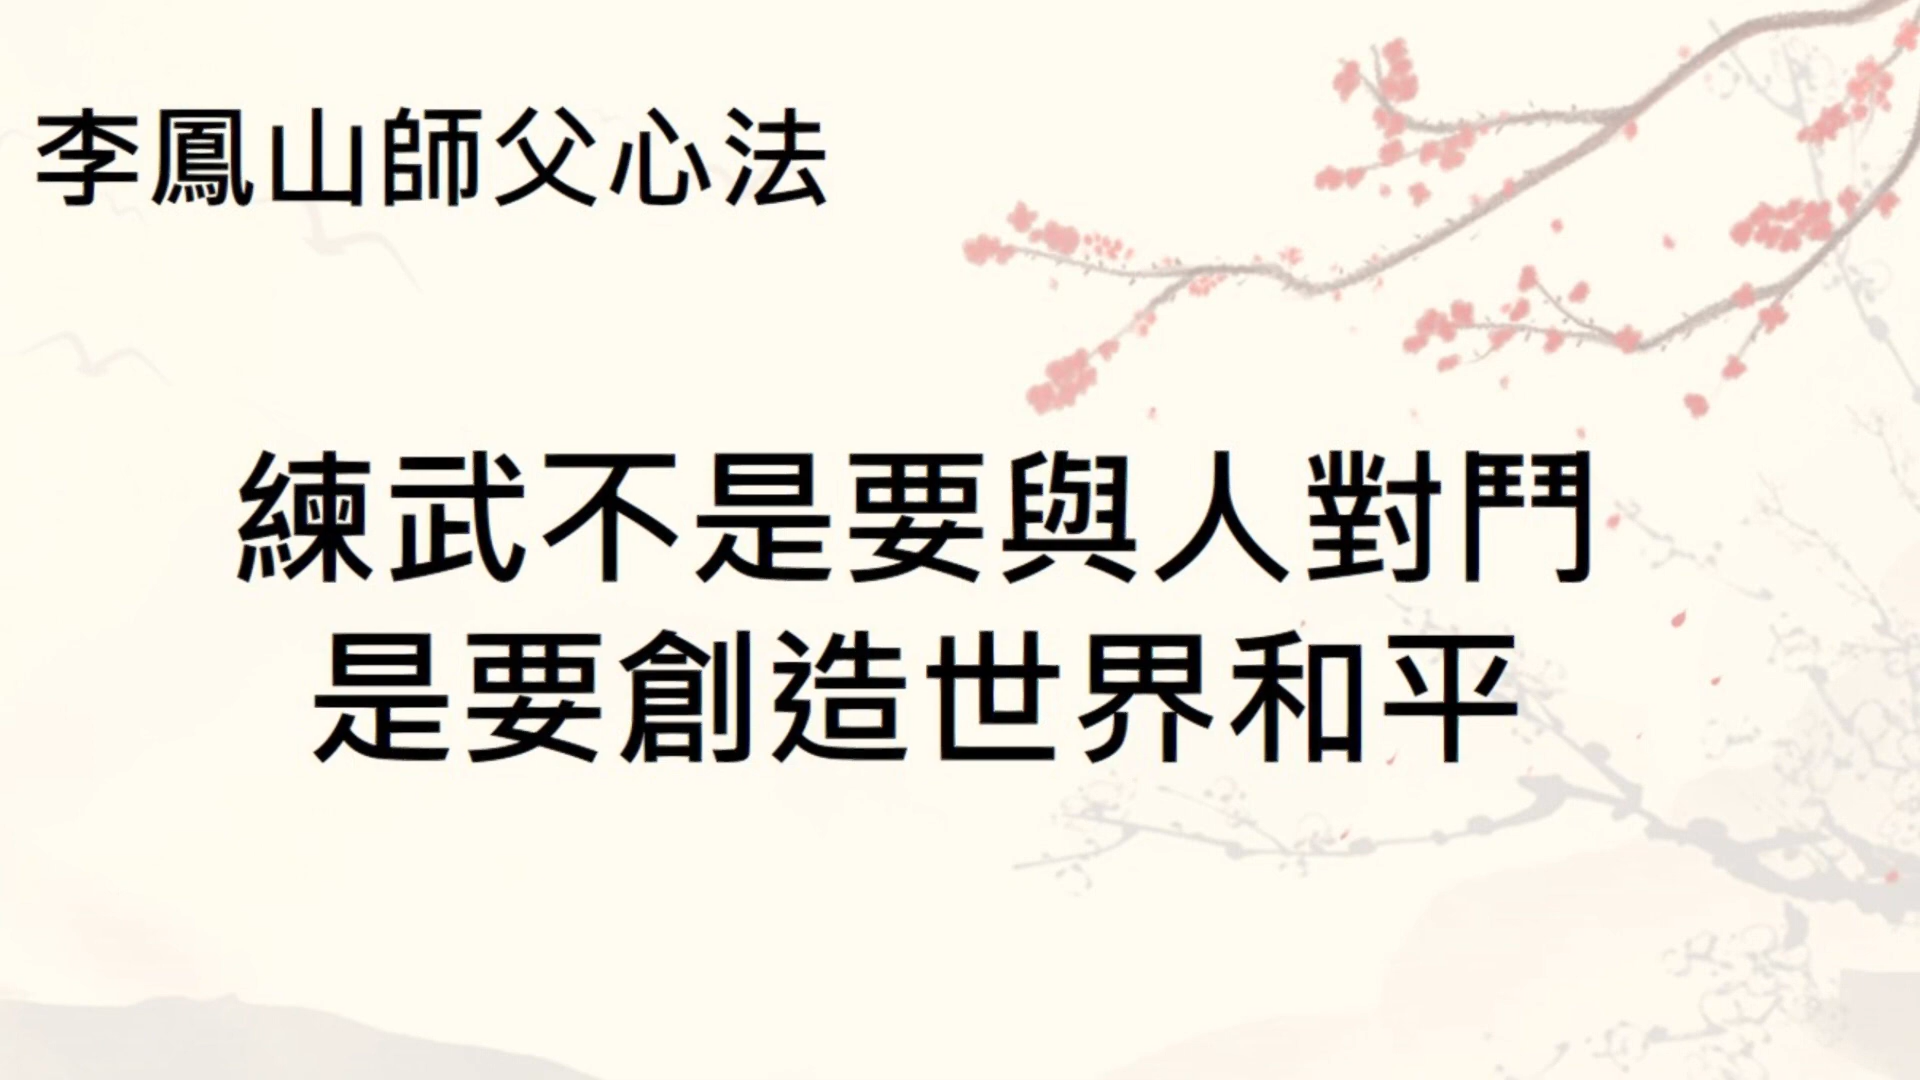 李鳳山師父心法
練武不是要與人對鬥
是要創造世界和平